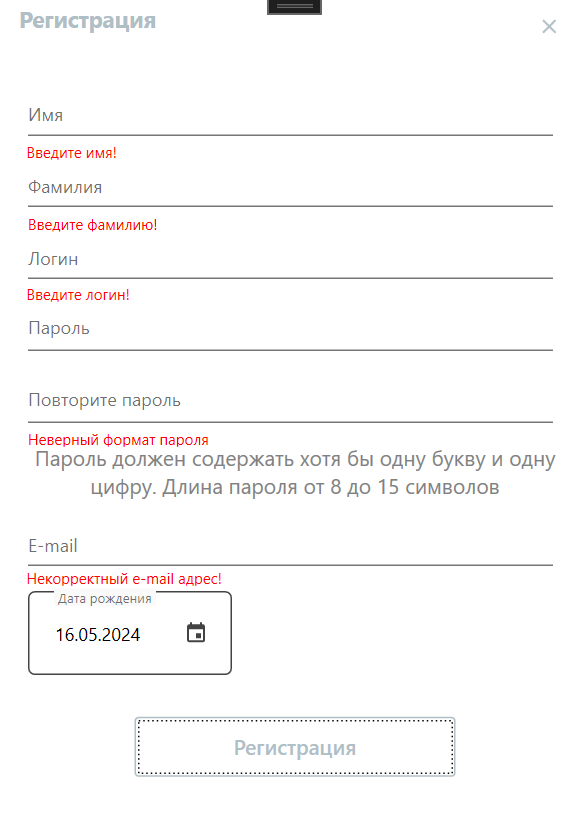 Регистрация
Имя
Введите имя!
Фамилия
Введите фамилию!
Логин
Введите логин!
Пароль
Повторите пароль
Неверный формат пароля
Пароль должен содержать хотя бы одну букву и одну
цифру. Длина пароля от 8 до 15 символов
E-mail
Некорректный e-mail адрес!
Дата рождения
16.05.2024
Регистрация